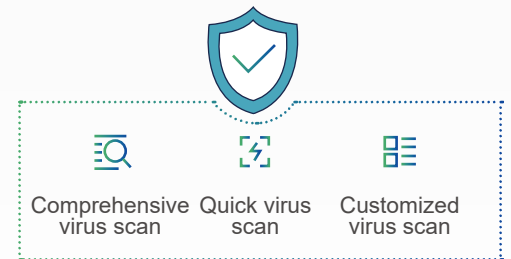 Comprehensive
virus scan
Quick virus
scan
Customized
virus scan